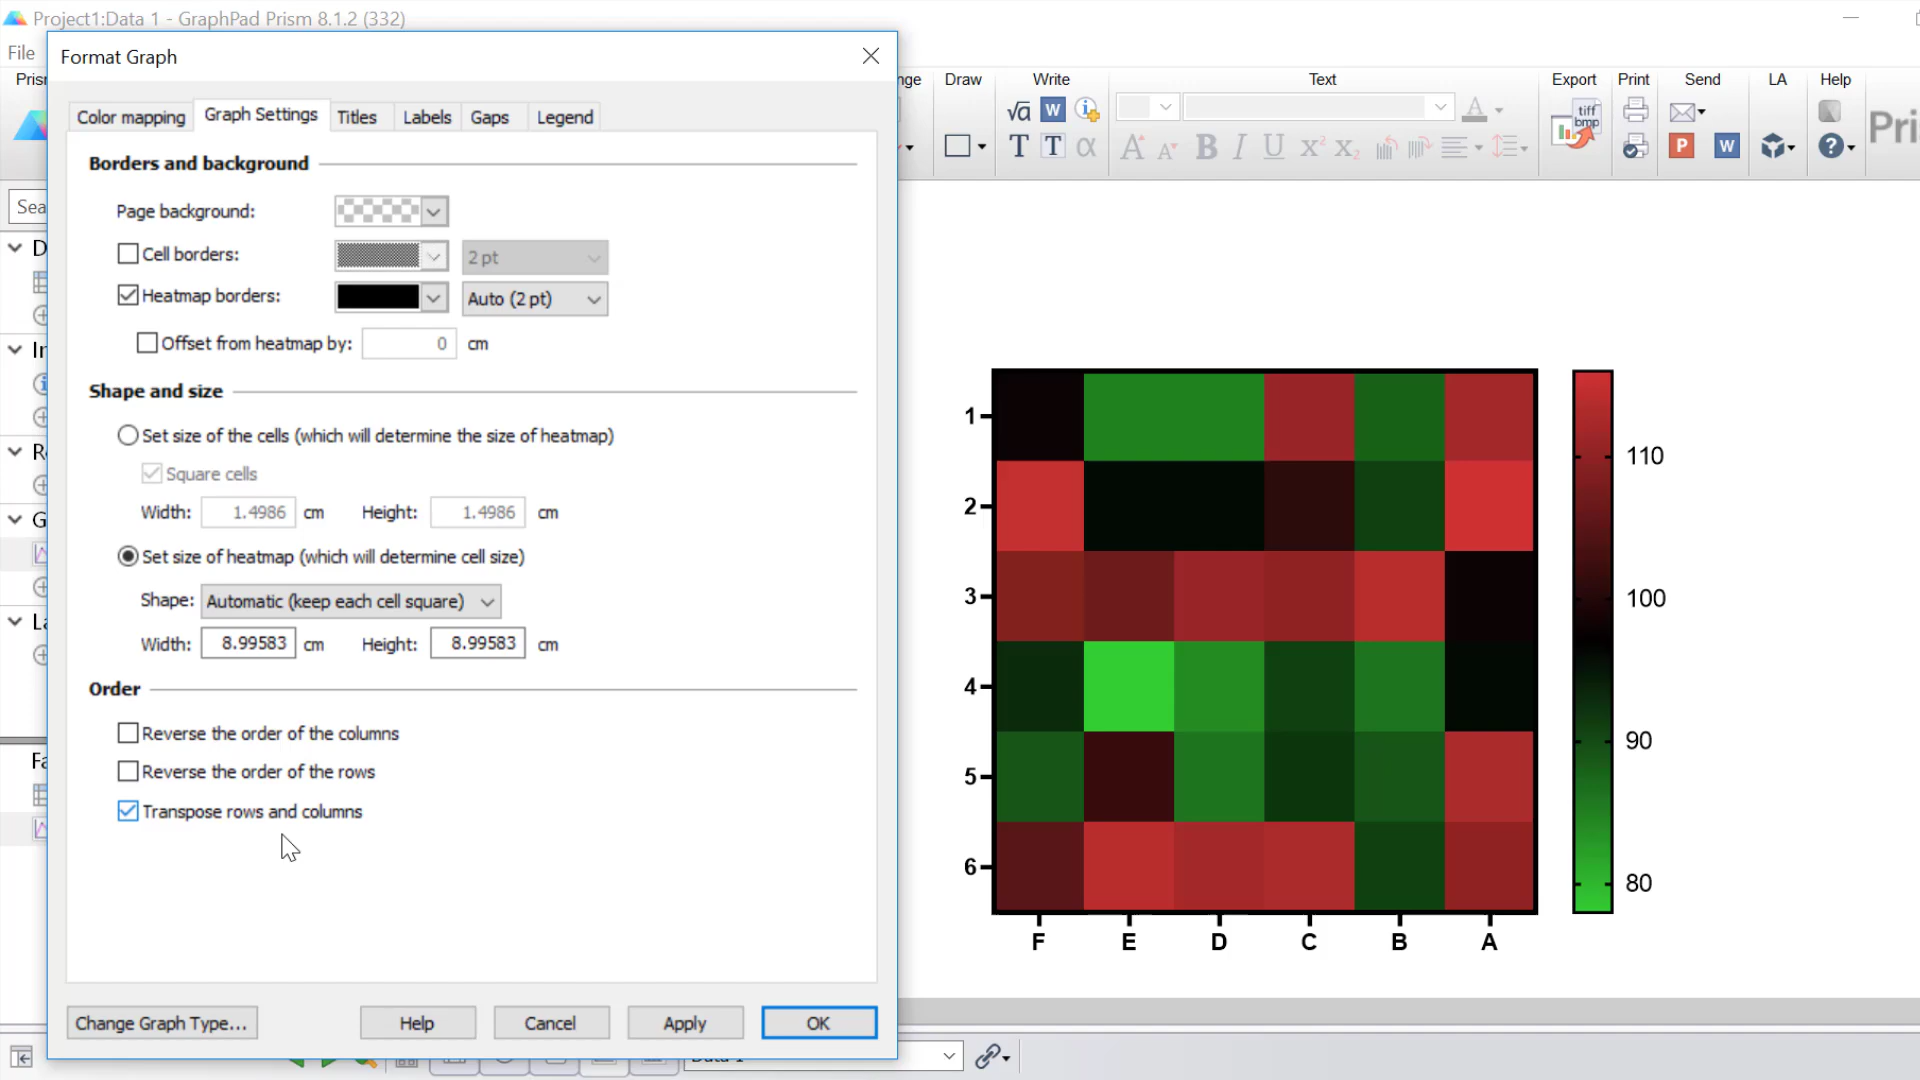 Project1:Data 1 - GraphPad Prism 8.1.2 (332)
File
Format Graph
Color mapping Graph Settings Titles Labels Gaps Legend
Draw Write Text Export Print Send LA Help
tiff
bmp
Borders and background
Page background:
Cell borders: 2 pt
Heatmap borders: Auto (2 pt)
Offset from heatmap by: 0 cm
Shape and size
Set size of the cells (which will determine the size of heatmap)
Square cells
Width: 1.4986 cm Height: 1.4986 cm
Set size of heatmap (which will determine cell size)
Shape: Automatic (keep each cell square)
Width: 8.99583 cm Height: 8.99583 cm
Order
Reverse the order of the columns
Reverse the order of the rows
Transpose rows and columns
Change Graph Type... Help Cancel Apply OK
1
2
3
4
5
6
F E D C B A
110
100
90
80